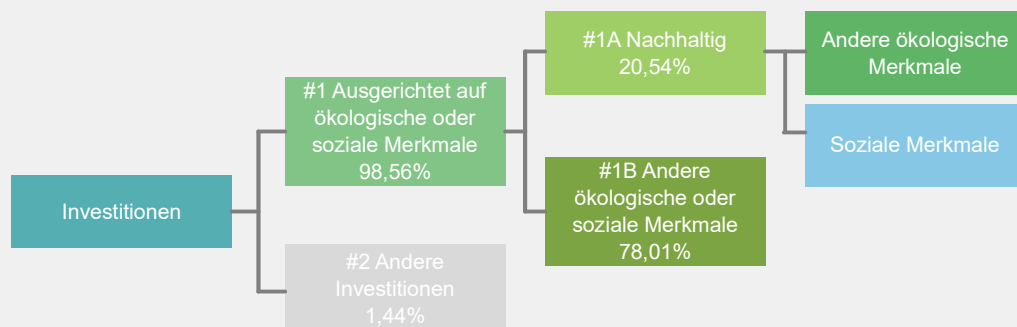 Investitionen
#1 Ausgerichtet auf
ökologische oder
soziale Merkmale
98,56%
#2 Andere
Investitionen
1,44%
#1A Nachhaltig
20,54%
#1B Andere
ökologische oder
soziale Merkmale
78,01%
Andere ökologische
Merkmale
Soziale Merkmale